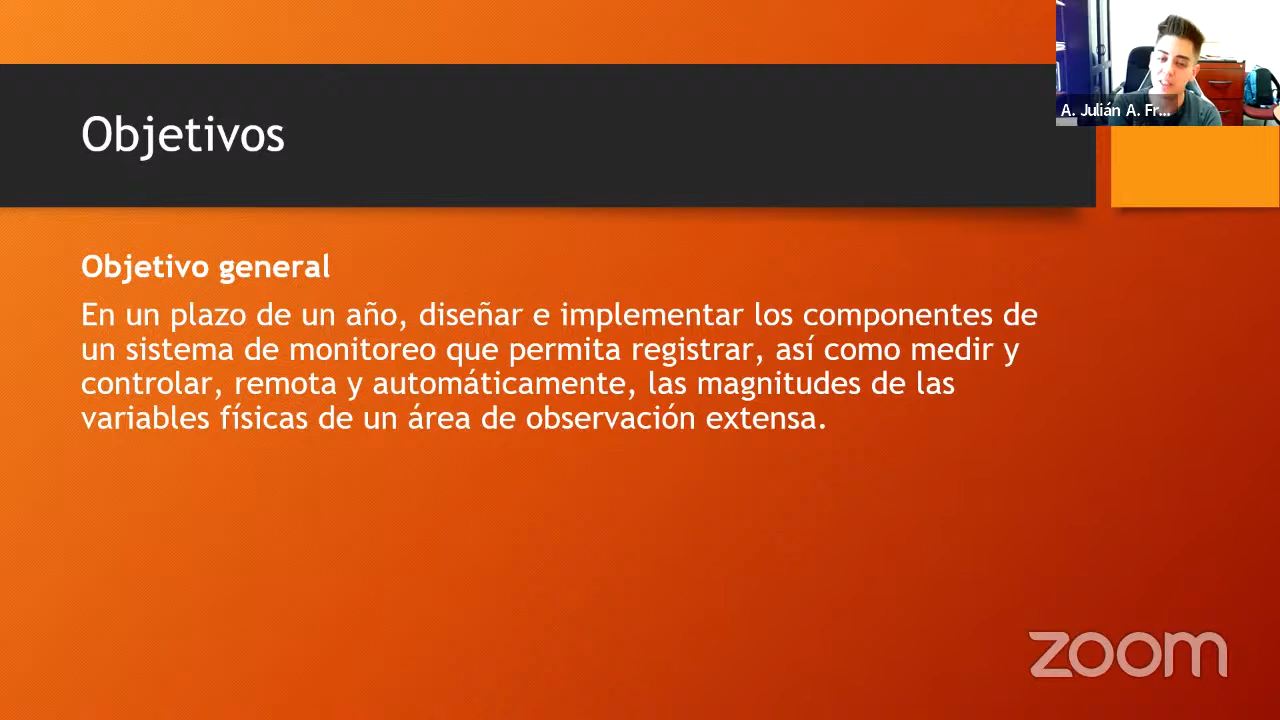 A. Julián A. Fr...
Objetivos
Objetivo general
En un plazo de un año, diseñar e implementar los componentes de
un sistema de monitoreo que permita registrar, así como medir y
controlar, remota y automáticamente, las magnitudes de las
variables físicas de un área de observación extensa.
zoom